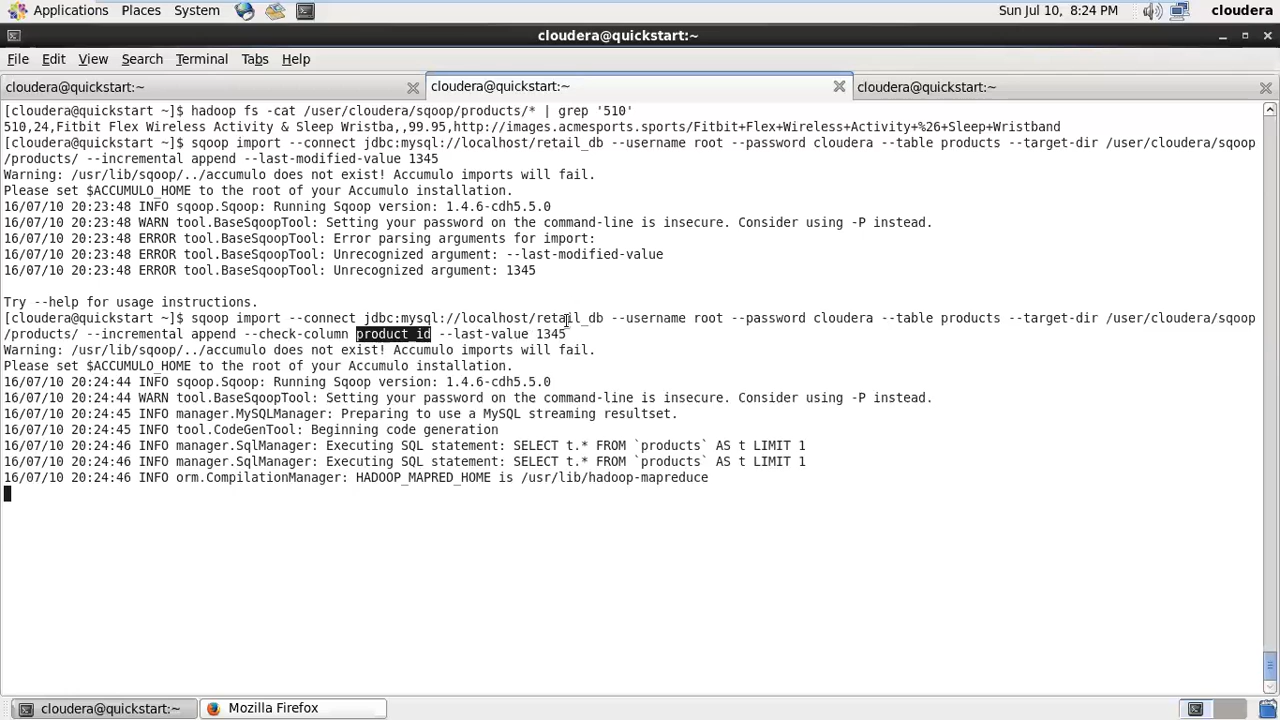 Applications Places System Sun Jul 10, 8:24 PM cloudera
cloudera@quickstart:~
File Edit View Search Terminal Tabs Help
cloudera@quickstart:~ cloudera@quickstart:~ cloudera@quickstart:~
[cloudera@quickstart ~]$ hadoop fs -cat /user/cloudera/sqoop/products/* | grep '510'
510,24,Fitbit Flex Wireless Activity & Sleep Wristba,,99.95,http://images.acmesports.sports/Fitbit+Flex+Wireless+Activity+%26+Sleep+Wristband
[cloudera@quickstart ~]$ sqoop import --connect jdbc:mysql://localhost/retail_db --username root --password cloudera --table products --target-dir /user/cloudera/sqoop
/products/ --incremental append --last-modified-value 1345
Warning: /usr/lib/sqoop/../accumulo does not exist! Accumulo imports will fail.
Please set $ACCUMULO_HOME to the root of your Accumulo installation.
16/07/10 20:23:48 INFO sqoop.Sqoop: Running Sqoop version: 1.4.6-cdh5.5.0
16/07/10 20:23:48 WARN tool.BaseSqoopTool: Setting your password on the command-line is insecure. Consider using -P instead.
16/07/10 20:23:48 ERROR tool.BaseSqoopTool: Error parsing arguments for import:
16/07/10 20:23:48 ERROR tool.BaseSqoopTool: Unrecognized argument: --last-modified-value
16/07/10 20:23:48 ERROR tool.BaseSqoopTool: Unrecognized argument: 1345
Try --help for usage instructions.
[cloudera@quickstart ~]$ sqoop import --connect jdbc:mysql://localhost/retail_db --username root --password cloudera --table products --target-dir /user/cloudera/sqoop
/products/ --incremental append --check-column product_id --last-value 1345
Warning: /usr/lib/sqoop/../accumulo does not exist! Accumulo imports will fail.
Please set $ACCUMULO_HOME to the root of your Accumulo installation.
16/07/10 20:24:44 INFO sqoop.Sqoop: Running Sqoop version: 1.4.6-cdh5.5.0
16/07/10 20:24:44 WARN tool.BaseSqoopTool: Setting your password on the command-line is insecure. Consider using -P instead.
16/07/10 20:24:45 INFO manager.MySQLManager: Preparing to use a MySQL streaming resultset.
16/07/10 20:24:45 INFO tool.CodeGenTool: Beginning code generation
16/07/10 20:24:46 INFO manager.SqlManager: Executing SQL statement: SELECT t.* FROM `products` AS t LIMIT 1
16/07/10 20:24:46 INFO manager.SqlManager: Executing SQL statement: SELECT t.* FROM `products` AS t LIMIT 1
16/07/10 20:24:46 INFO orm.CompilationManager: HADOOP_MAPRED_HOME is /usr/lib/hadoop-mapreduce
cloudera@quickstart:~ Mozilla Firefox